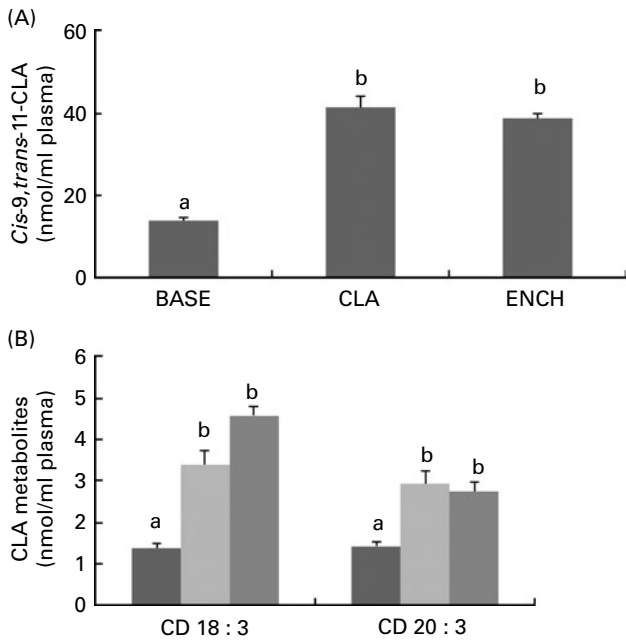 (A)
Cis-9,trans-11-CLA
(nmol/ml plasma)
60
40
20
0
a
b
b
BASE
CLA
ENCH
(B)
CLA metabolites
(nmol/ml plasma)
6
5
4
3
2
1
0
a
b
b
a
b
b
CD 18 : 3
CD 20 : 3